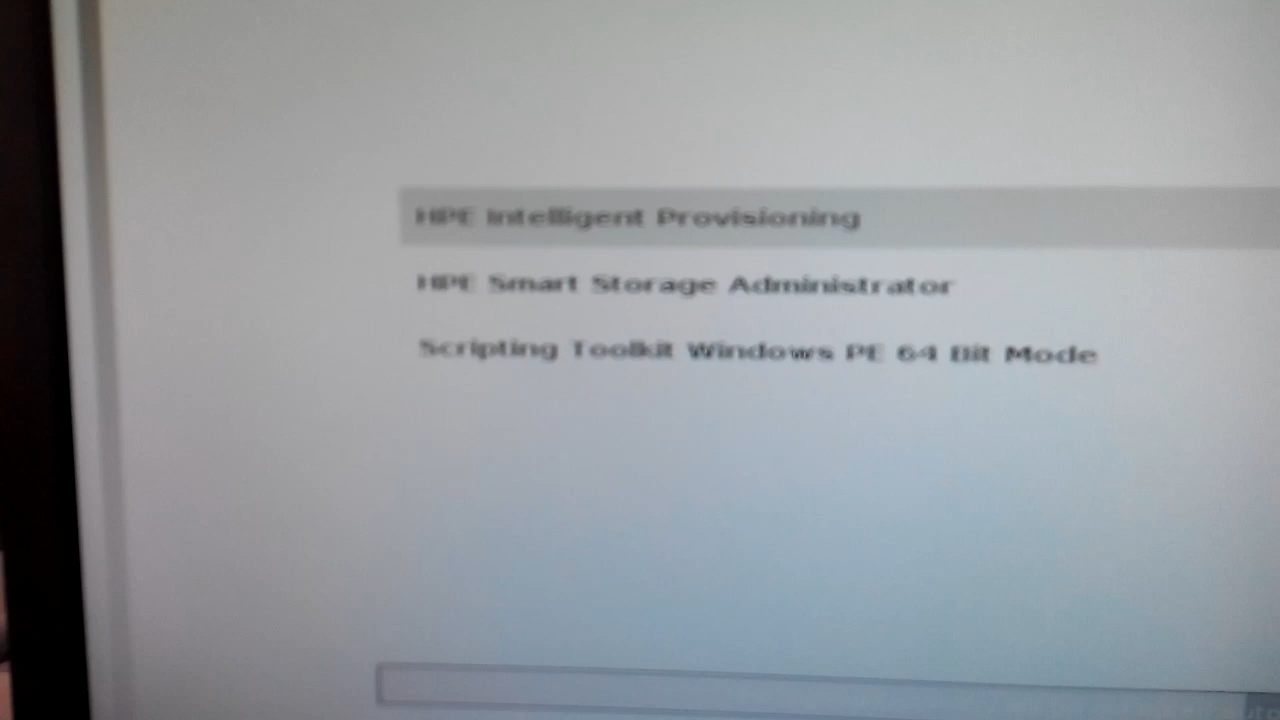 HPE Intelligent Provisioning
HPE Smart Storage Administrator
Scripting Toolkit Windows PE 64 Bit Mode